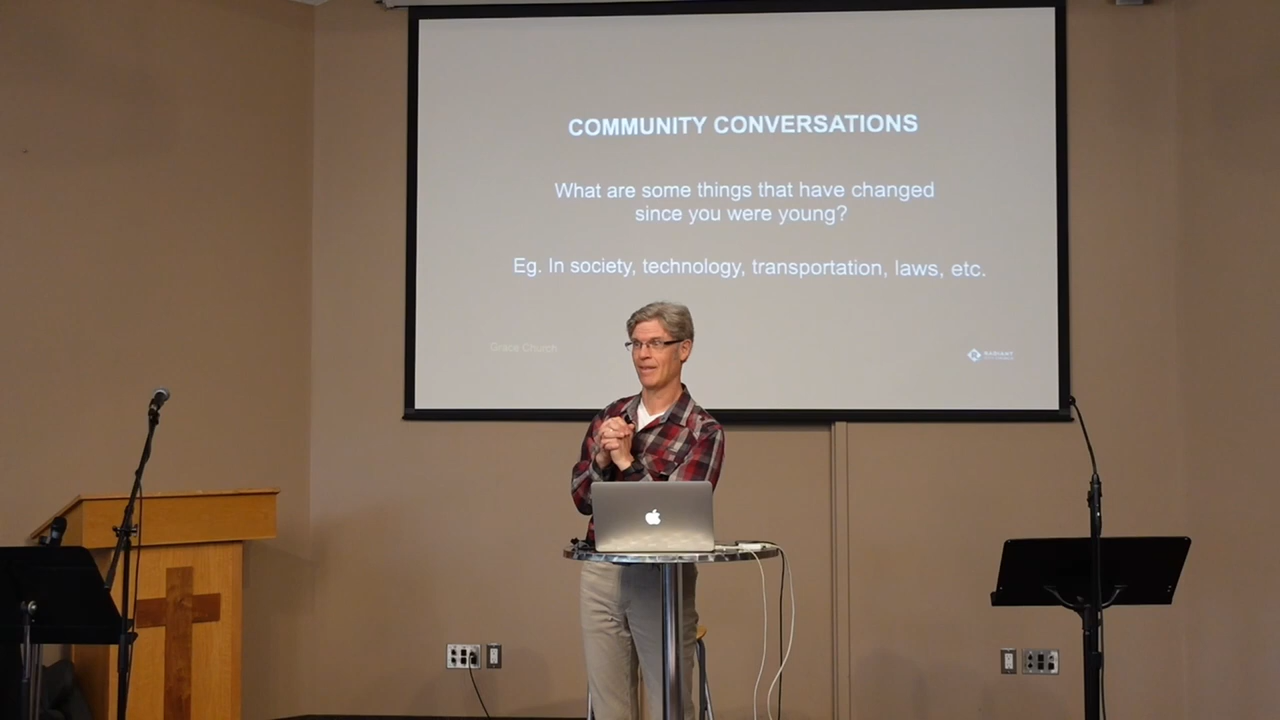 COMMUNITY CONVERSATIONS
What are some things that have changed
since you were young?
Eg. In society, technology, transportation, laws, etc.
Grace Church
RADIANT